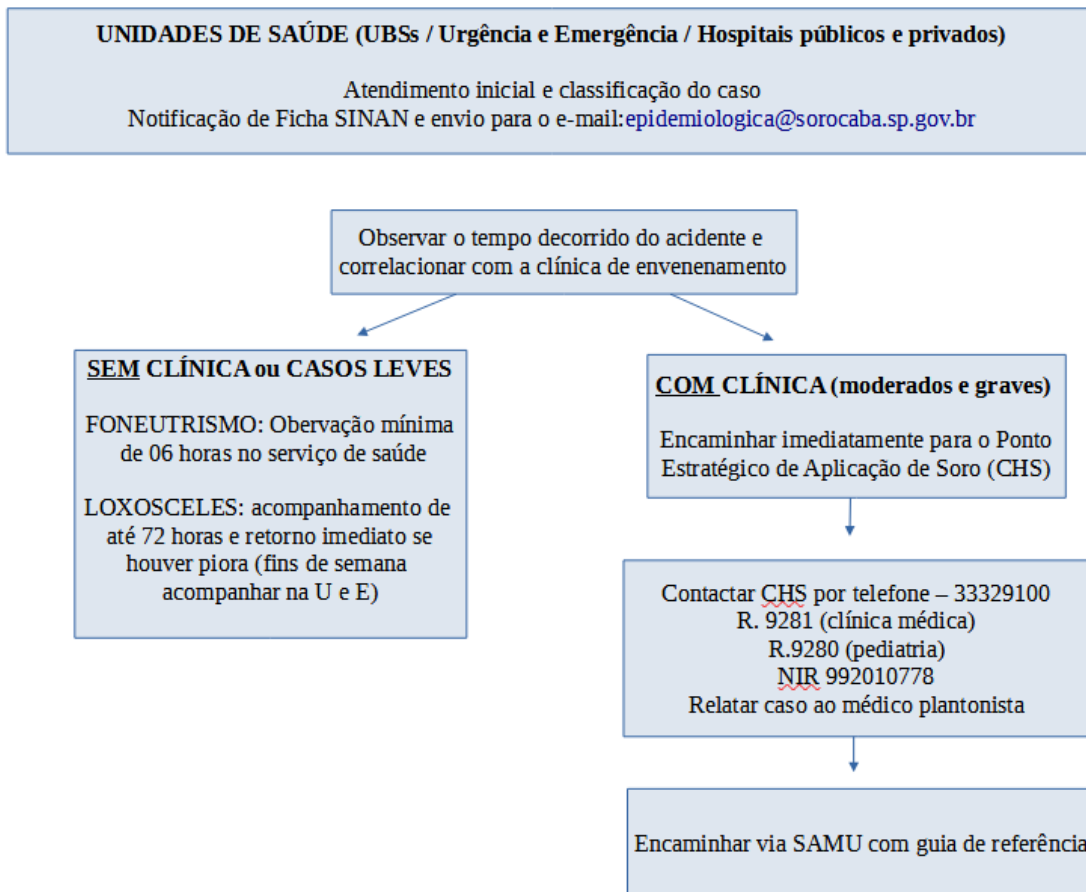 UNIDADES DE SAÚDE (UBSs / Urgência e Emergência / Hospitais públicos e privados)
Atendimento inicial e classificação do caso
Notificação de Ficha SINAN e envio para o e-mail:epidemiologica@sorocaba.sp.gov.br
Observar o tempo decorrido do acidente e
correlacionar com a clínica de envenenamento
SEM CLÍNICA ou CASOS LEVES
FONEUTRISMO: Obervação mínima
de 06 horas no serviço de saúde
LOXOSCELES: acompanhamento de
até 72 horas e retorno imediato se
houver piora (fins de semana
acompanhar na U e E)
COM CLÍNICA (moderados e graves)
Encaminhar imediatamente para o Ponto
Estratégico de Aplicação de Soro (CHS)
Contactar CHS por telefone – 33329100
R. 9281 (clínica médica)
R.9280 (pediatria)
NIR 992010778
Relatar caso ao médico plantonista
Encaminhar via SAMU com guia de referência